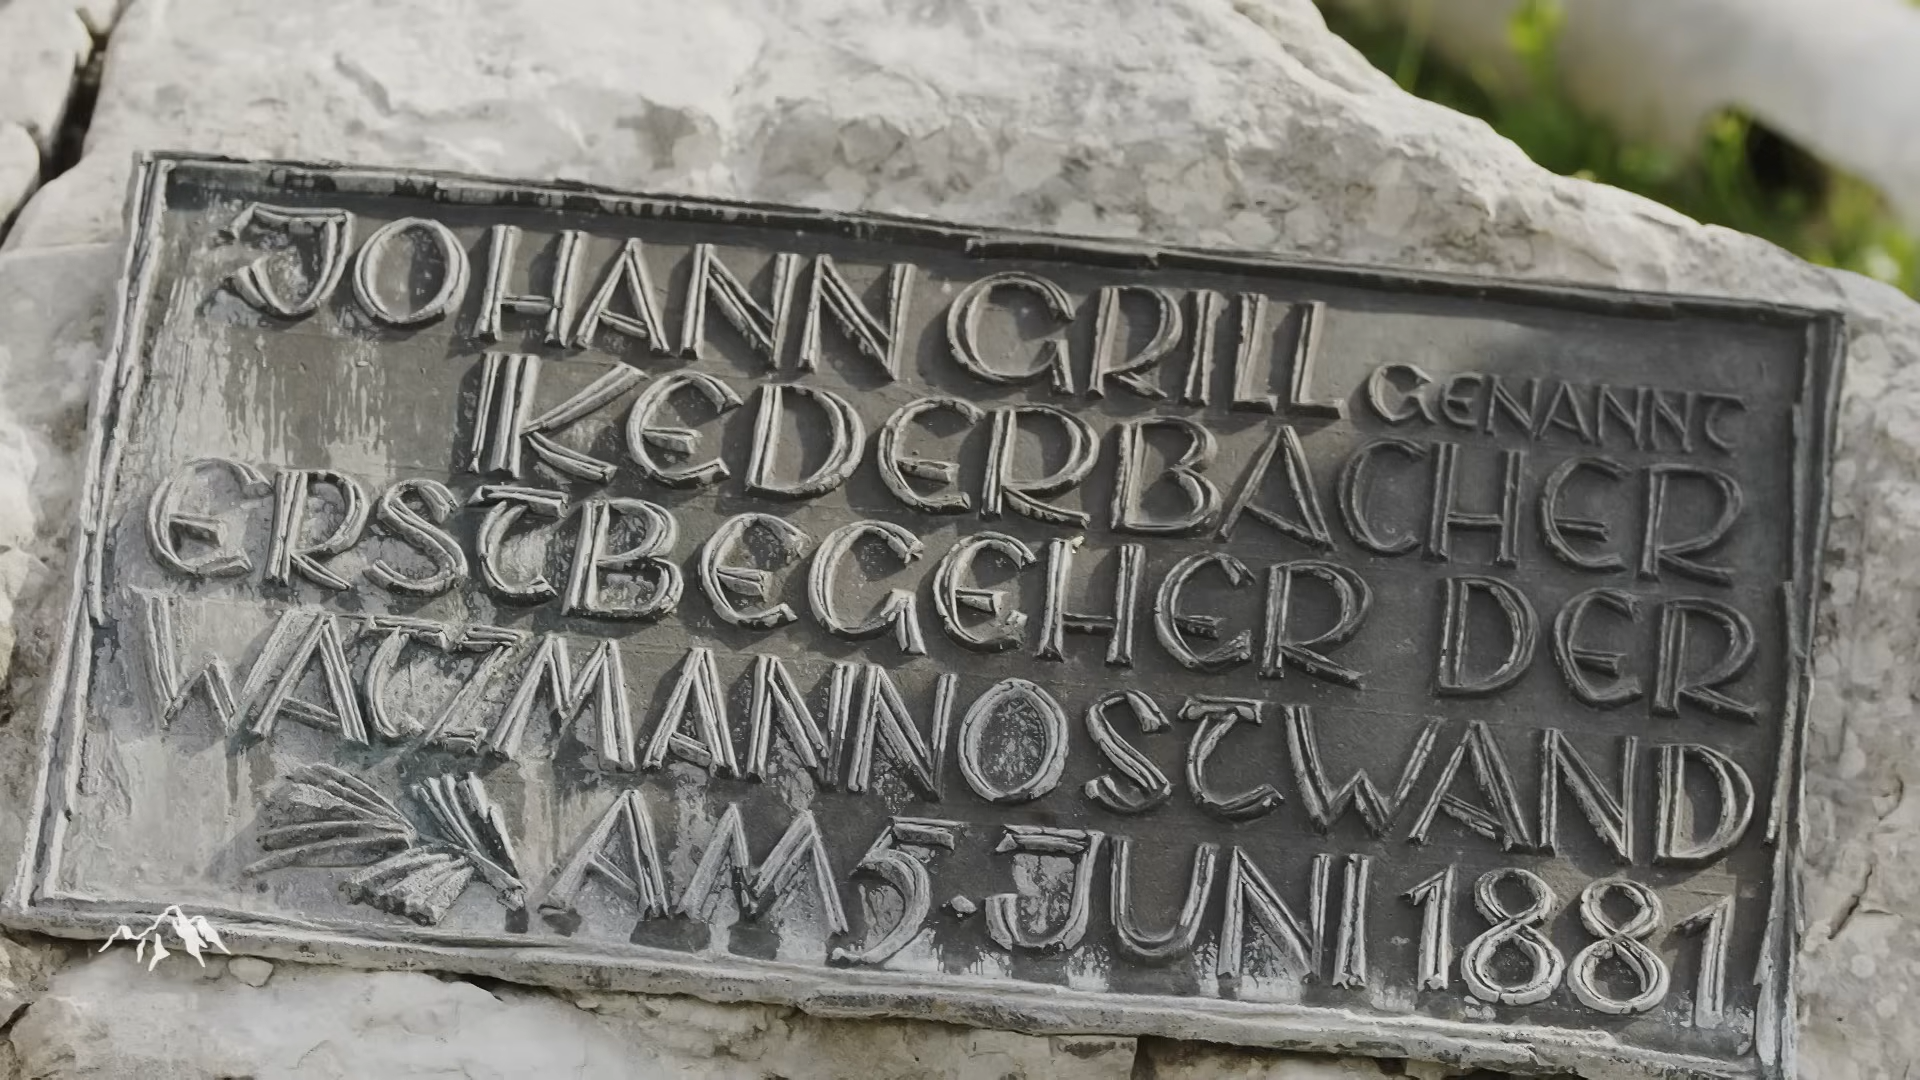 JOHANN GRILL GENANNT
KEDERBACHER
ERSTBEGEHER DER
WATZMANNOSTWAND
AM 5. JUNI 1881